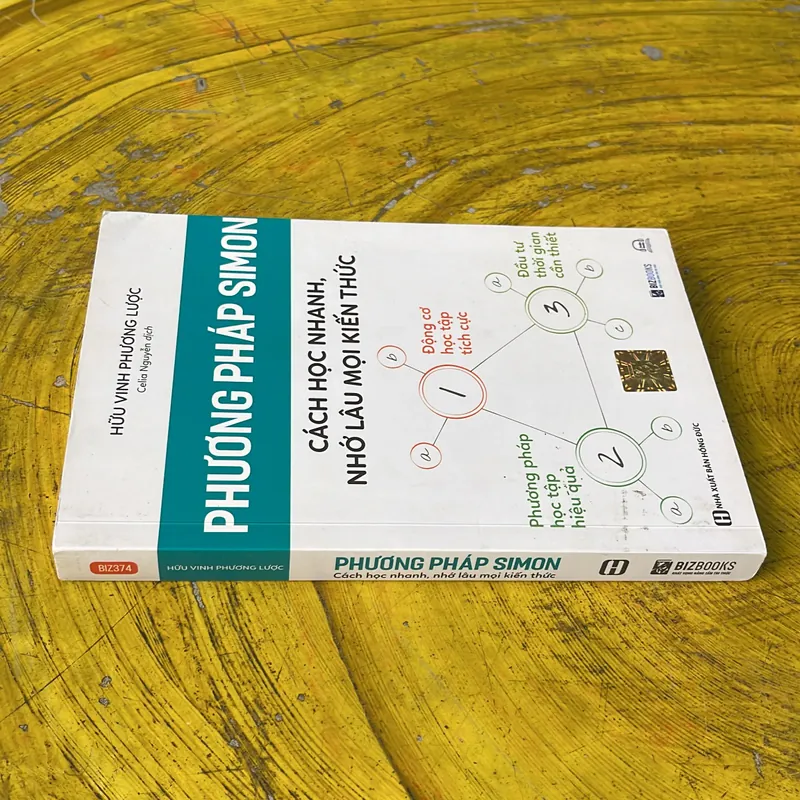 HỮU VINH PHƯƠNG LƯỢC
Celia Nguyễn dịch
PHƯƠNG PHÁP SIMON
CÁCH HỌC NHANH,
NHỚ LÂU MỌI KIẾN THỨC
b
1
a
Động cơ
học tập
tích cực
a
3
b
c
Đầu tư
thời gian
cần thiết
2
b
a
Phương pháp
học tập
hiệu quả
BIZBOOKS
NHÀ XUẤT BẢN HỒNG ĐỨC
BIZ374
HỮU VINH PHƯƠNG LƯỢC
PHƯƠNG PHÁP SIMON
Cách học nhanh, nhớ lâu mọi kiến thức
BIZBOOKS